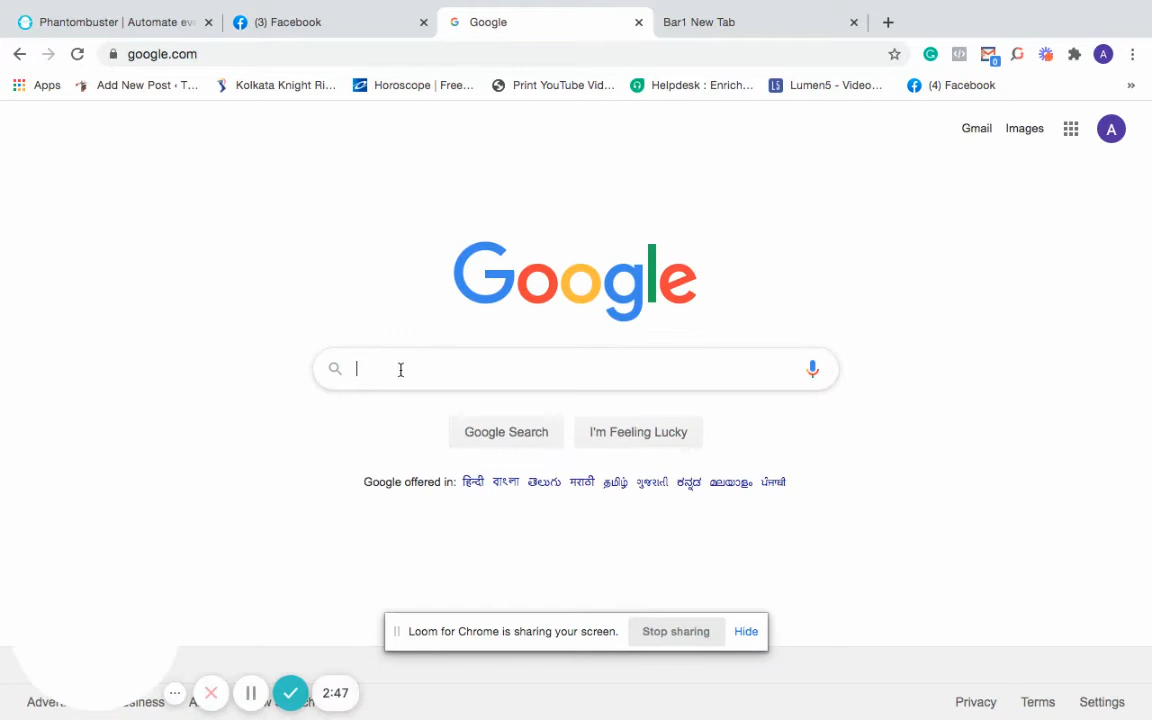 Phantombuster | Automate eve
(3) Facebook
Google
Bar1 New Tab
google.com
0
A
Apps
Add New Post ‹ T...
Kolkata Knight Ri...
Horoscope | Free...
Print YouTube Vid...
Helpdesk : Enrich...
LS Lumen5 - Video...
(4) Facebook
»
Gmail
Images
A
Google
Google Search
I'm Feeling Lucky
Google offered in: हिन्दी বাংলা తెలుగు मराठी தமிழ் ગુજરાતી ಕನ್ನಡ മലയാളം ਪੰਜਾਬੀ
Loom for Chrome is sharing your screen.
Stop sharing
Hide
2:47
Privacy
Terms
Settings